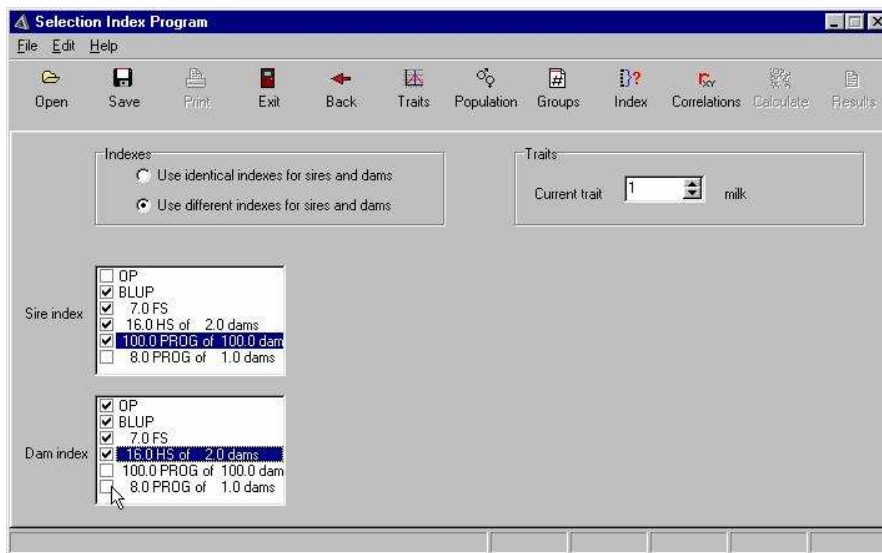 Selection Index Program
File Edit Help
Open Save Print Exit Back Traits Population Groups Index Correlations Calculate Results
Indexes
Use identical indexes for sires and dams
Use different indexes for sires and dams
Traits
Current trait 1 milk
Sire index
OP
BLUP
7.0 FS
16.0 HS of 2.0 dams
100.0 PROG of 100.0 dam
8.0 PROG of 1.0 dams
Dam index
OP
BLUP
7.0 FS
16.0 HS of 2.0 dams
100.0 PROG of 100.0 dam
8.0 PROG of 1.0 dams